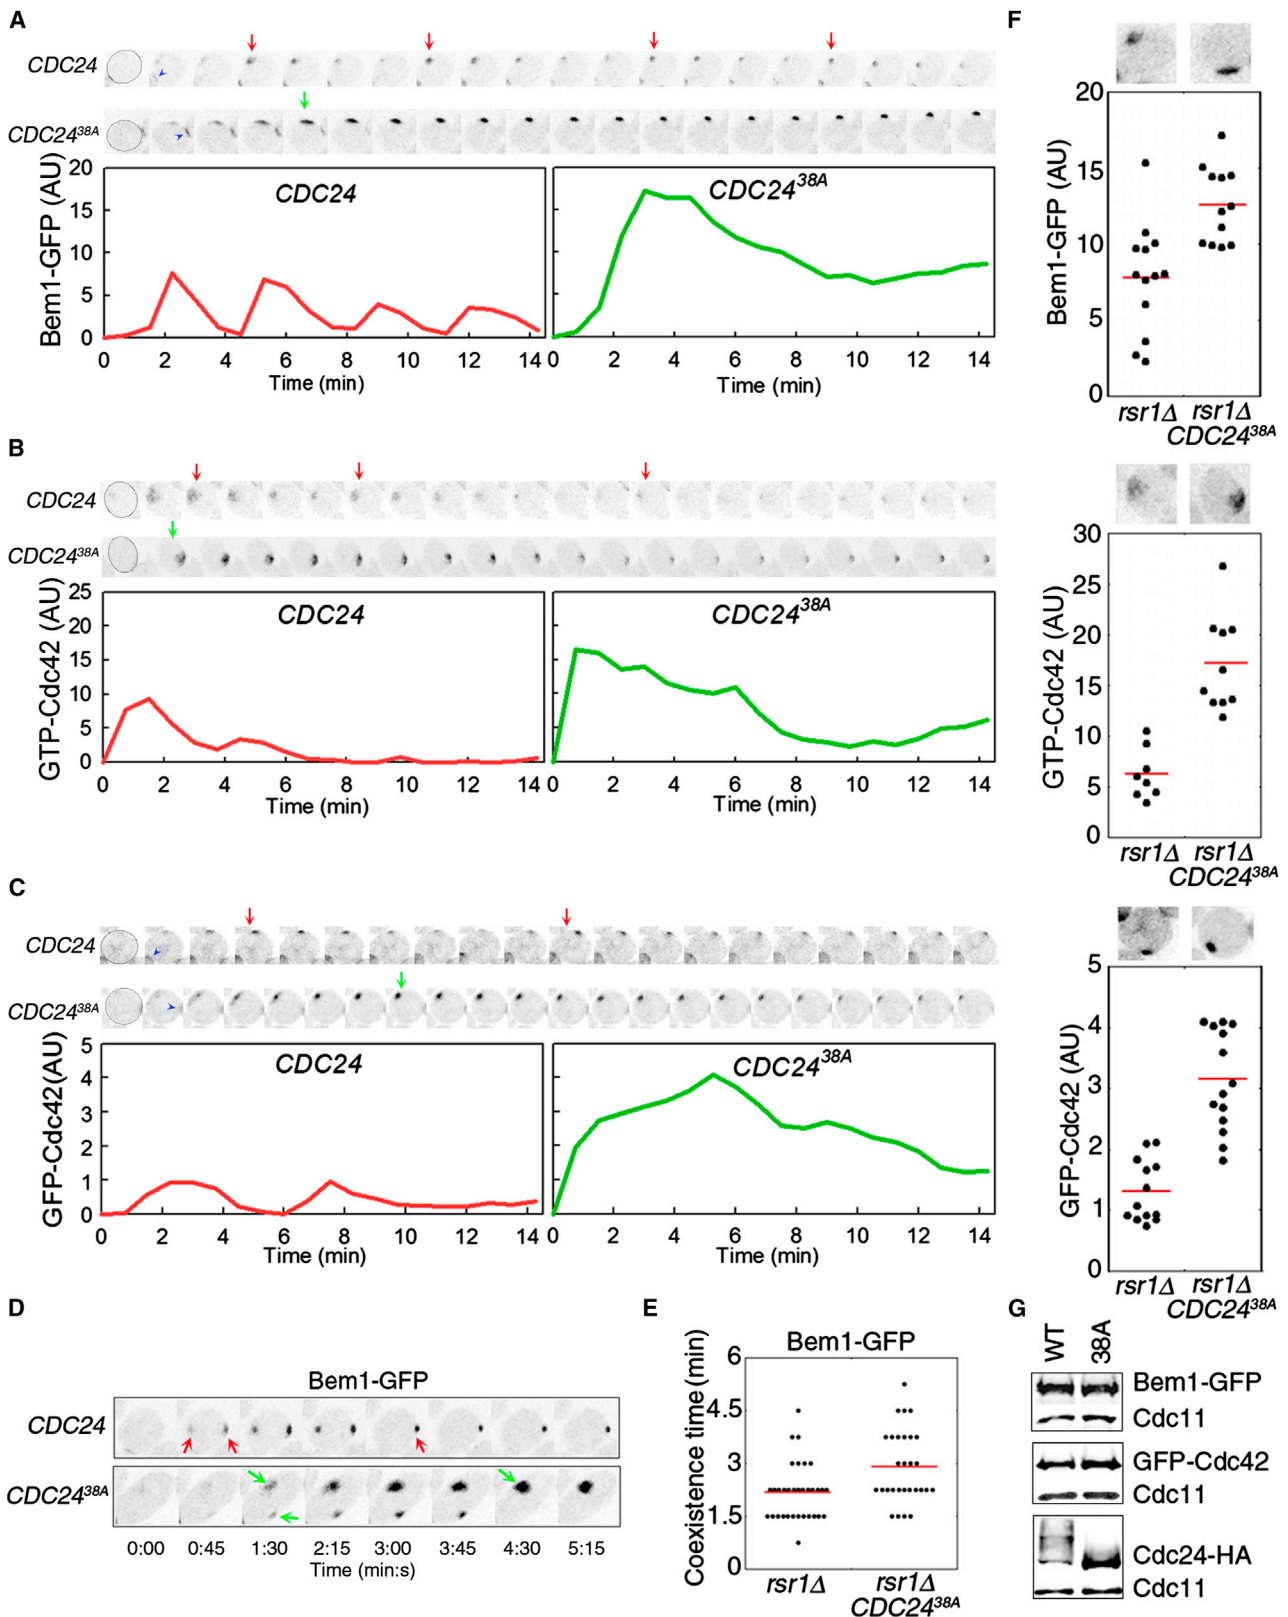 A
CDC24
CDC24^38A
Bem1-GFP (AU)
20
15
10
5
0
CDC24
0 2 4 6 8 10 12 14
Time (min)
CDC24^38A
0 2 4 6 8 10 12 14
Time (min)
B
CDC24
CDC24^38A
GTP-Cdc42 (AU)
25
20
15
10
5
0
CDC24
0 2 4 6 8 10 12 14
Time (min)
CDC24^38A
0 2 4 6 8 10 12 14
Time (min)
C
CDC24
CDC24^38A
GFP-Cdc42(AU)
5
4
3
2
1
0
CDC24
0 2 4 6 8 10 12 14
Time (min)
CDC24^38A
0 2 4 6 8 10 12 14
Time (min)
D
Bem1-GFP
CDC24
CDC24^38A
0:00 0:45 1:30 2:15 3:00 3:45 4:30 5:15
Time (min:s)
E
Bem1-GFP
Coexistence time (min)
6
4.5
3
1.5
0
rsr1Δ
rsr1Δ
CDC24^38A
F
Bem1-GFP (AU)
20
15
10
5
0
rsr1Δ
rsr1Δ
CDC24^38A
GTP-Cdc42 (AU)
30
25
20
15
10
5
0
rsr1Δ
rsr1Δ
CDC24^38A
GFP-Cdc42 (AU)
5
4
3
2
1
0
rsr1Δ
rsr1Δ
CDC24^38A
G
WT
38A
Bem1-GFP
Cdc11
GFP-Cdc42
Cdc11
Cdc24-HA
Cdc11